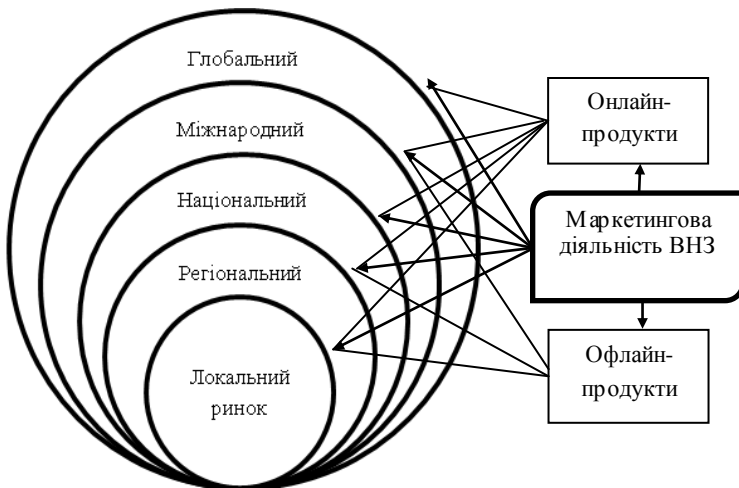 Глобальний
Міжнародний
Національний
Регіональний
Локальний
ринок
Онлайн-
продукти
Маркетингова
діяльність ВНЗ
Офлайн-
продукти